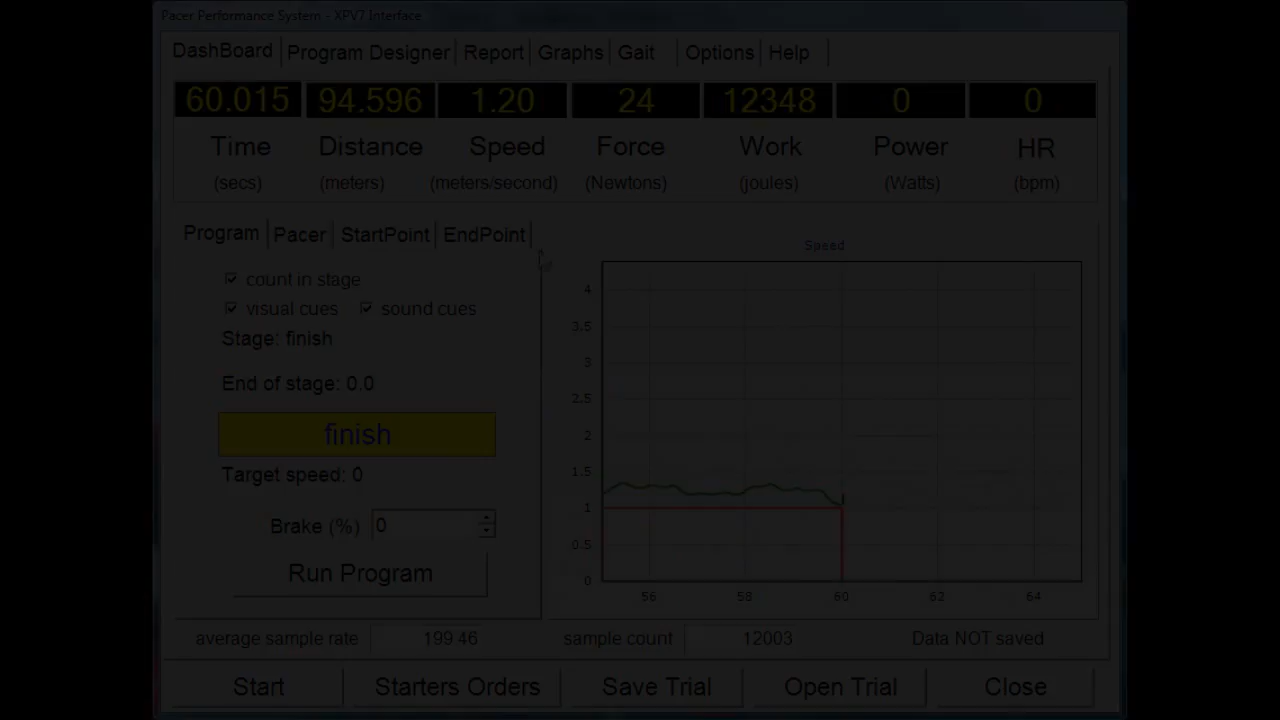 Pacer Performance System - XPV7 Interface
DashBoard Program Designer Report Graphs Gait Options Help
60.015 94.596 1.20 24 12348 0 0
Time Distance Speed Force Work Power HR
(secs) (meters) (meters/second) (Newtons) (joules) (Watts) (bpm)
Program Pacer StartPoint EndPoint
Speed
count in stage
visual cues sound cues
Stage: finish
End of stage: 0.0
finish
Target speed: 0
Brake (%) 0
Run Program
4
3.5
3
2.5
2
1.5
1
0.5
0
56 58 60 62 64
average sample rate 199.46 sample count 12003 Data NOT saved
Start Starters Orders Save Trial Open Trial Close